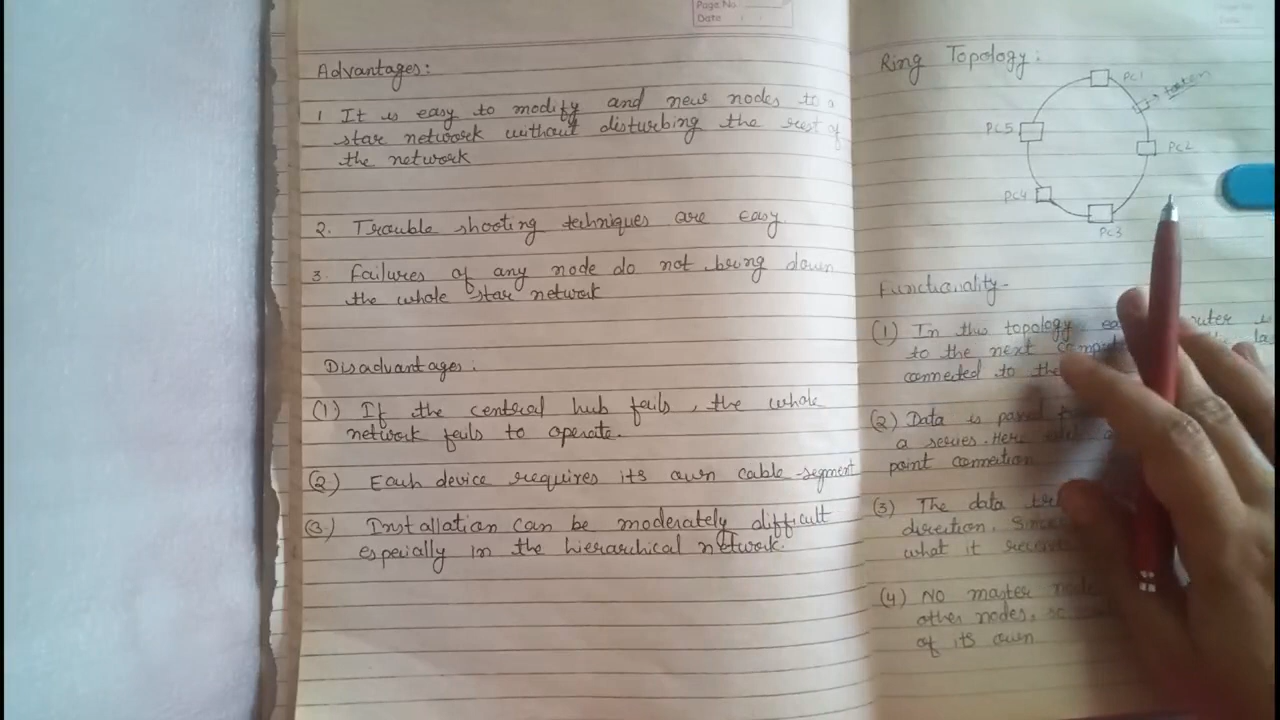 Page No
Date
Advantages:
1 It is easy to modify and new nodes to a
star network without disturbing the rest of
the network
2. Trouble shooting techniques are easy.
3. Failures of any node do not bring down
the whole star network
Disadvantages:
(1) If the central hub fails, the whole
network fails to operate.
(2) Each device requires its own cable segment
(3) Installation can be moderately difficult
especially in the hierarchical network.
Ring Topology:
PC1
token
PC5
PC2
PC4
PC3
Functionality-
(1) In this topology
to the next
connected to the
(2) Data is
a series. Here
point connection
(3) The data
direction.
what it
(4) No master node
other nodes,
of its own